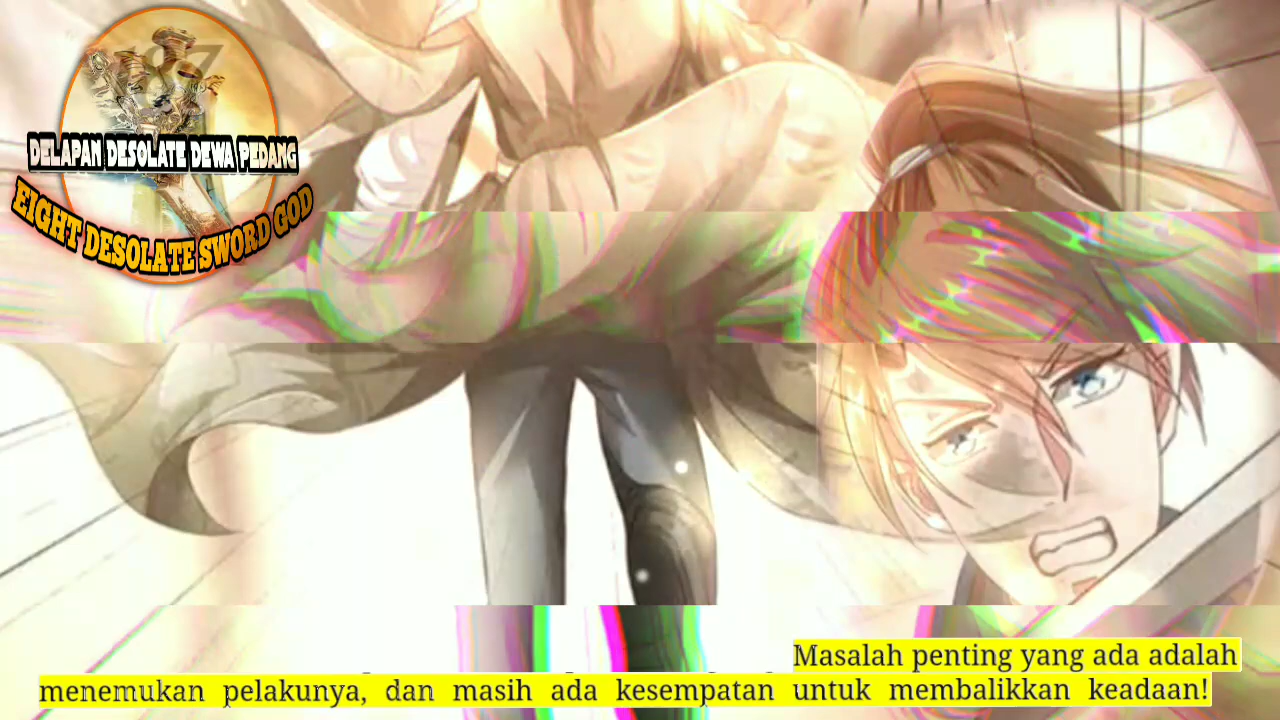 DELAPAN DESOLATE DEWA PEDANG
EIGHT DESOLATE SWORD GOD
Masalah penting yang ada adalah
menemukan pelakunya, dan masih ada kesempatan untuk membalikkan keadaan!